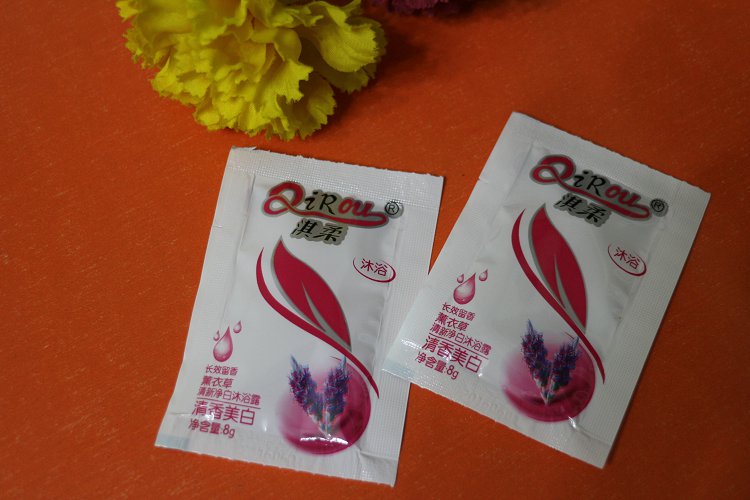 QiRou®
淇柔
沐浴
长效留香
薰衣草
清新净白沐浴露
清香美白
净含量:8g
QiRou®
淇柔
沐浴
长效留香
薰衣草
清新净白沐浴露
清香美白
净含量:8g